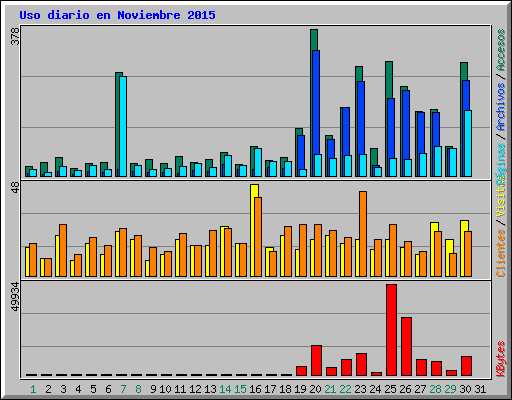 Uso diario en Noviembre 2015
378
48
49934
Accesos / Archivos / Páginas
Clientes / visitas
KBytes
1 2 3 4 5 6 7 8 9 10 11 12 13 14 15 16 17 18 19 20 21 22 23 24 25 26 27 28 29 30 31